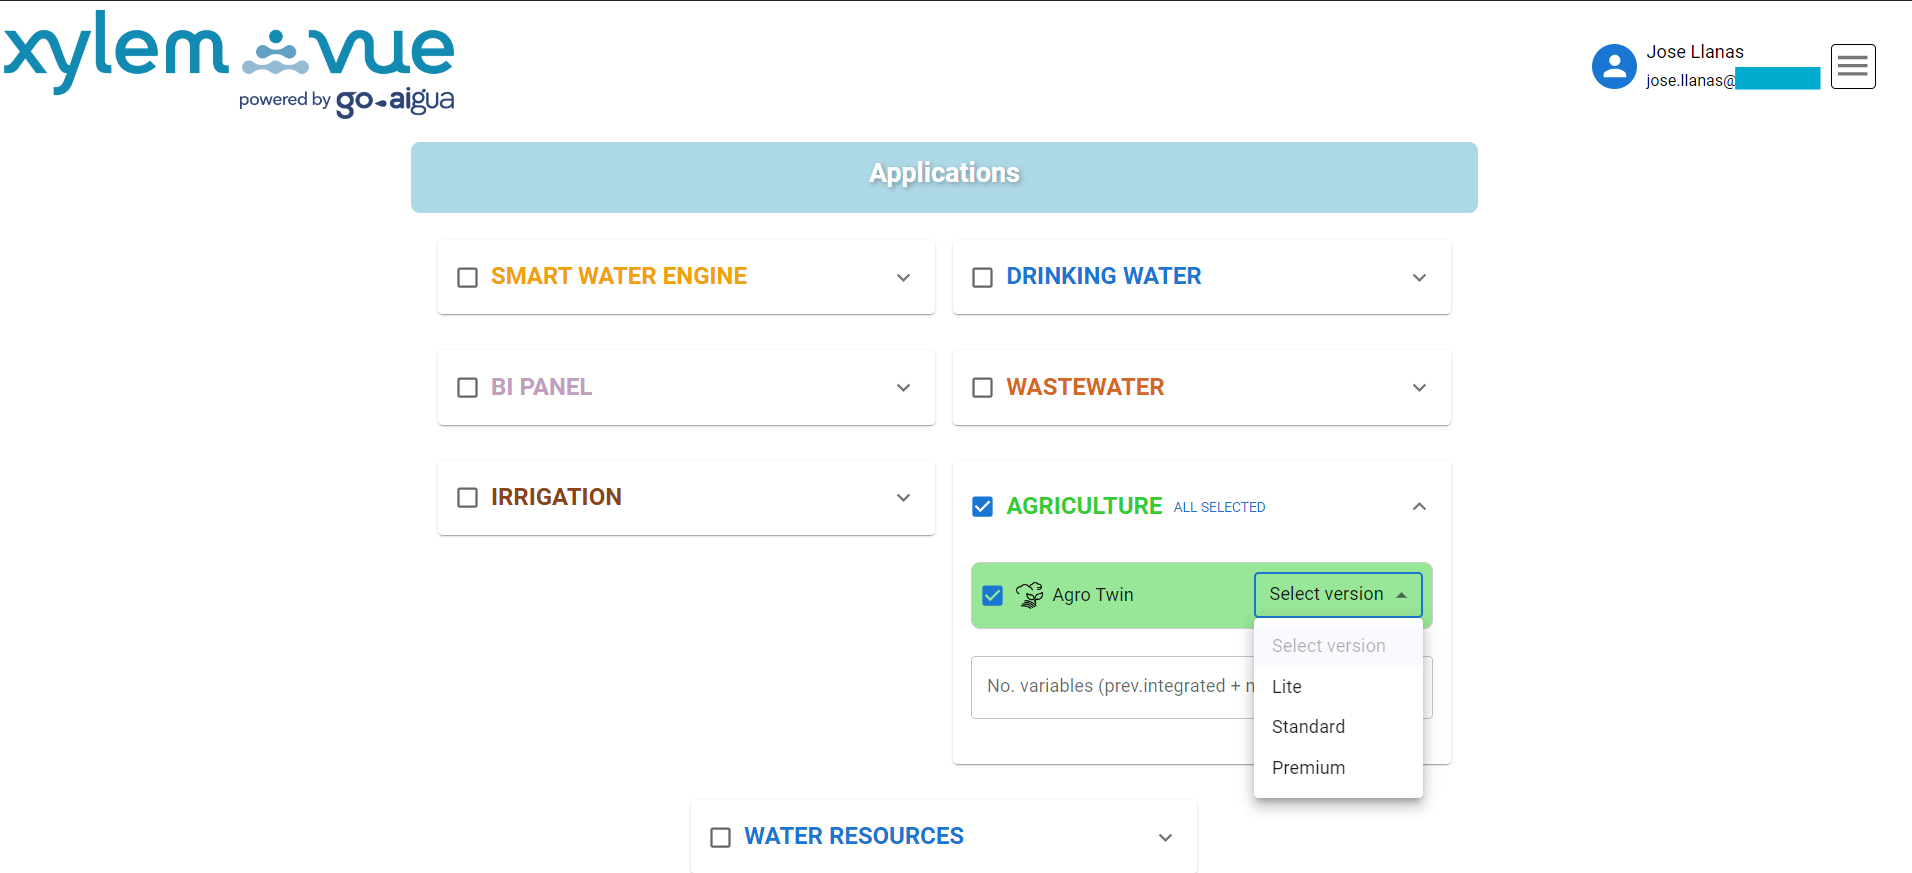 xylem vue
powered by go-aigua
Jose Llanas
jose.llanas@
Applications
SMART WATER ENGINE
DRINKING WATER
BI PANEL
WASTEWATER
IRRIGATION
AGRICULTURE ALL SELECTED
Agro Twin
Select version
Select version
No. variables (prev.integrated +
Lite
Standard
Premium
WATER RESOURCES